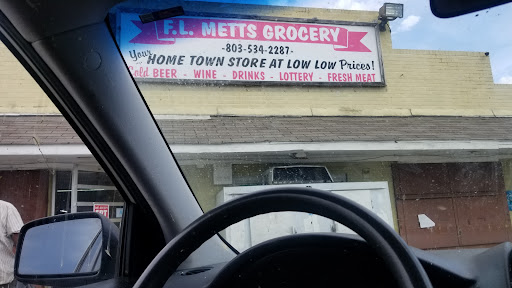 F.L. METTS GROCERY
-803-534-2287-
Your HOME TOWN STORE AT LOW LOW Prices!
Cold BEER - WINE - DRINKS - LOTTERY - FRESH MEAT